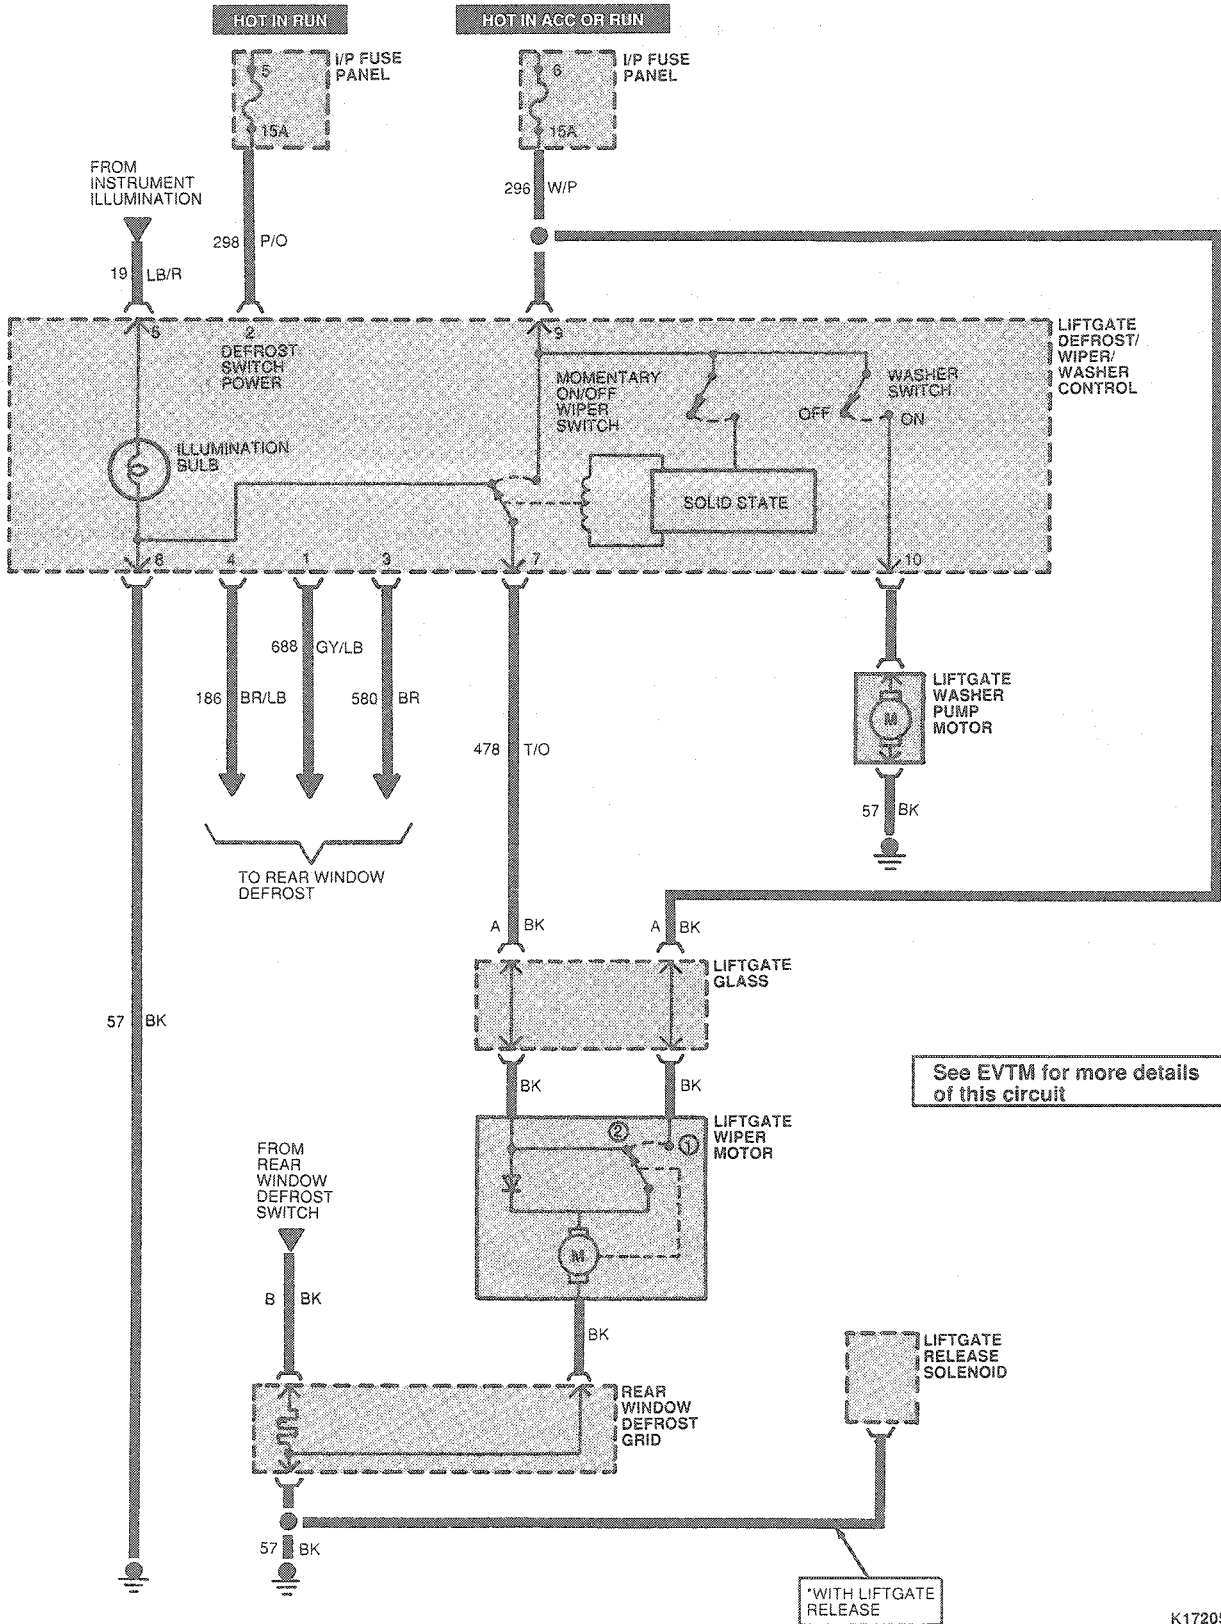 HOT IN RUN
HOT IN ACC OR RUN
5
I/P FUSE
PANEL
15A
6
I/P FUSE
PANEL
15A
FROM
INSTRUMENT
ILLUMINATION
296 W/P
298 P/O
19 LB/R
5
2
DEFROST
SWITCH
POWER
9
LIFTGATE
DEFROST/
WIPER/
WASHER
CONTROL
MOMENTARY
ON/OFF
WIPER
SWITCH
WASHER
SWITCH
OFF
ON
ILLUMINATION
BULB
SOLID STATE
8
4
1
3
7
10
688 GY/LB
186 BR/LB
580 BR
478 T/O
LIFTGATE
WASHER
PUMP
MOTOR
M
57 BK
TO REAR WINDOW
DEFROST
A BK
A BK
LIFTGATE
GLASS
57 BK
BK
BK
See EVTM for more details
of this circuit
LIFTGATE
WIPER
MOTOR
2
1
M
FROM
REAR
WINDOW
DEFROST
SWITCH
B BK
BK
REAR
WINDOW
DEFROST
GRID
LIFTGATE
RELEASE
SOLENOID
57 BK
*WITH LIFTGATE
RELEASE
K17205